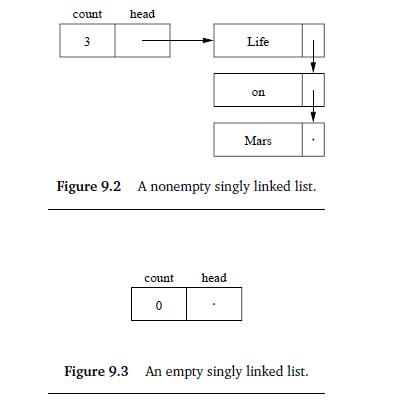 count head
3 Life
on
Mars
Figure 9.2 A nonempty singly linked list.
count head
0
Figure 9.3 An empty singly linked list.